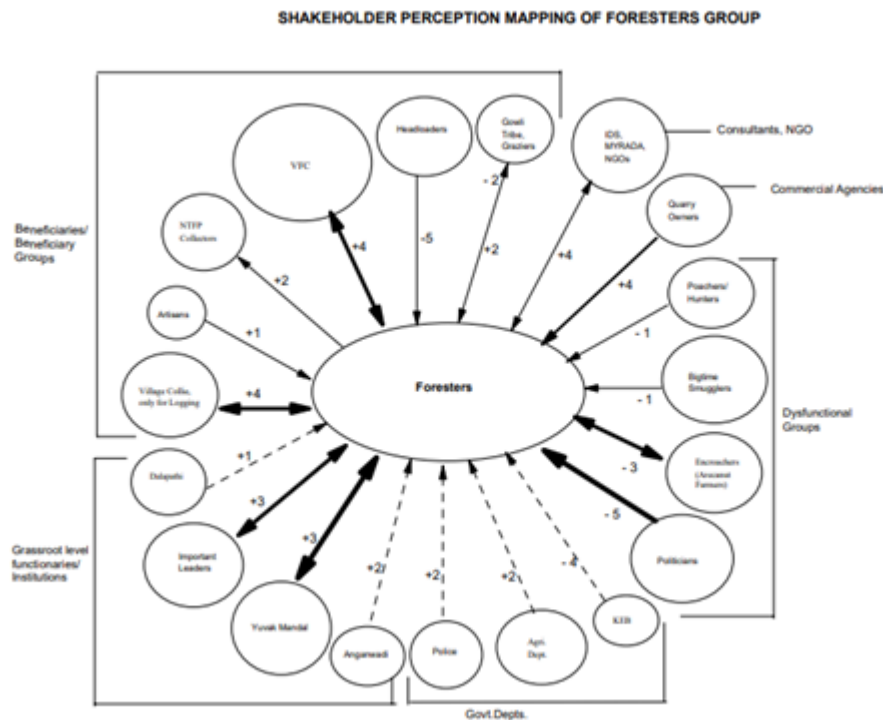 SHAKEHOLDER PERCEPTION MAPPING OF FORESTERS GROUP
Headloaders
Gowli
Tribe,
Graziers
IDS,
MYRADA,
NGOs
Consultants, NGO
VFC
Commercial Agencies
Quarry
Owners
- 2
NTFP
Collectors
Beneficiaries/
Beneficiary
Groups
+4
-5
+2
+4
+4
+2
Poachers/
Hunters
Artisans
+1
- 1
Foresters
Bigtime
Smugglers
Village Collie,
only for Logging
+4
- 1
Dysfunctional
Groups
+1
- 3
Encroachers
(Arecanut
Farmers)
Dalapathi
+3
- 5
Grassroot level
functionaries/
Institutions
Important
Leaders
+3
Politicians
+2
+2
+2
- 4
Yuvak Mandal
KEB
Anganwadi
Police
Agri.
Dept.
Govt.Depts.